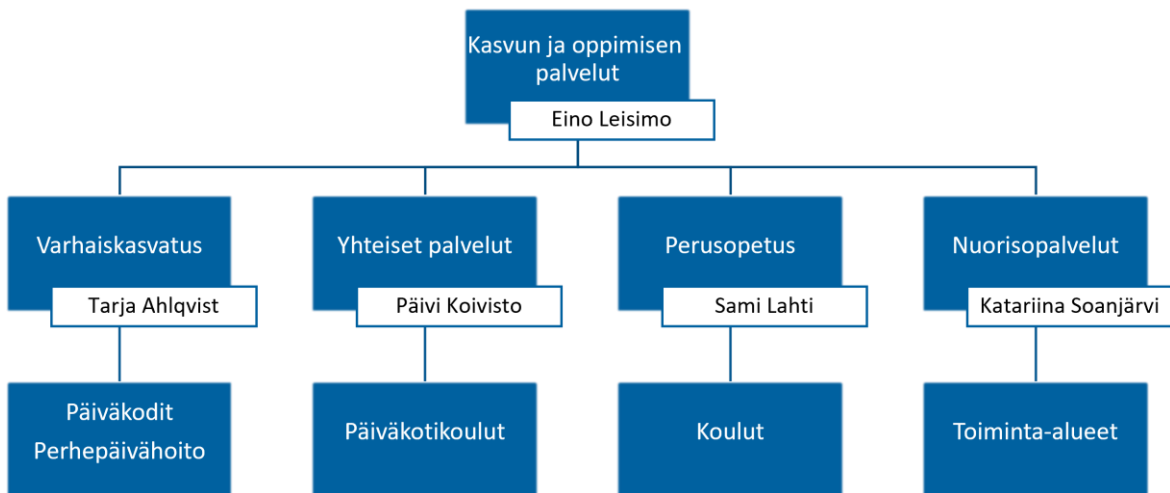 Kasvun ja oppimisen
palvelut
Eino Leisimo
Varhaiskasvatus
Tarja Ahlqvist
Yhteiset palvelut
Päivi Koivisto
Perusopetus
Sami Lahti
Nuorisopalvelut
Katariina Soanjärvi
Päiväkodit
Perhepäivähoito
Päiväkotikoulut
Koulut
Toiminta-alueet